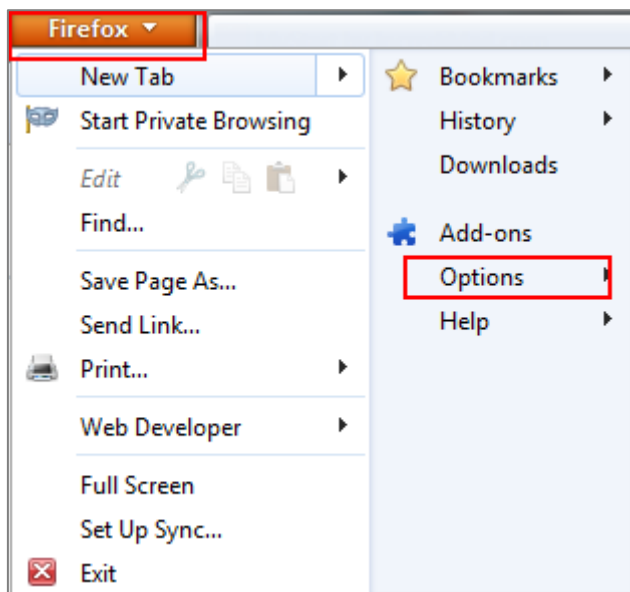 Firefox
New Tab
Start Private Browsing
Edit
Find...
Save Page As...
Send Link...
Print...
Web Developer
Full Screen
Set Up Sync...
Exit
Bookmarks
History
Downloads
Add-ons
Options
Help